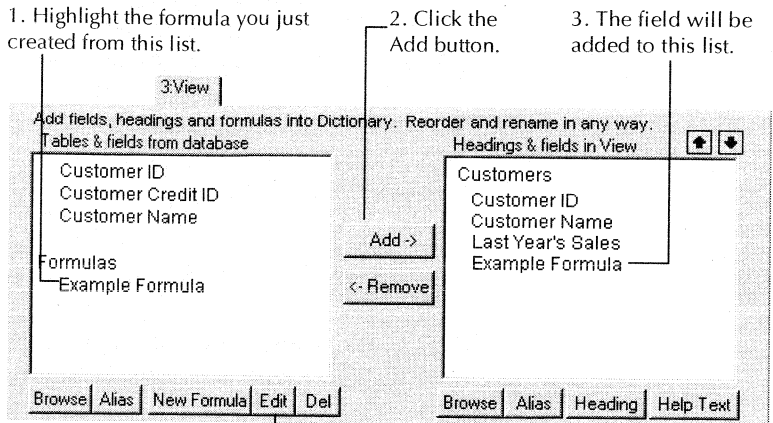 1. Highlight the formula you just
created from this list.
2. Click the
Add button.
3. The field will be
added to this list.
3:View
Add fields, headings and formulas into Dictionary. Reorder and rename in any way.
Tables & fields from database
Customer ID
Customer Credit ID
Customer Name
Formulas
Example Formula
Add ->
<- Remove
Headings & fields in View
Customers
Customer ID
Customer Name
Last Year's Sales
Example Formula
Browse Alias New Formula Edit Del
Browse Alias Heading Help Text